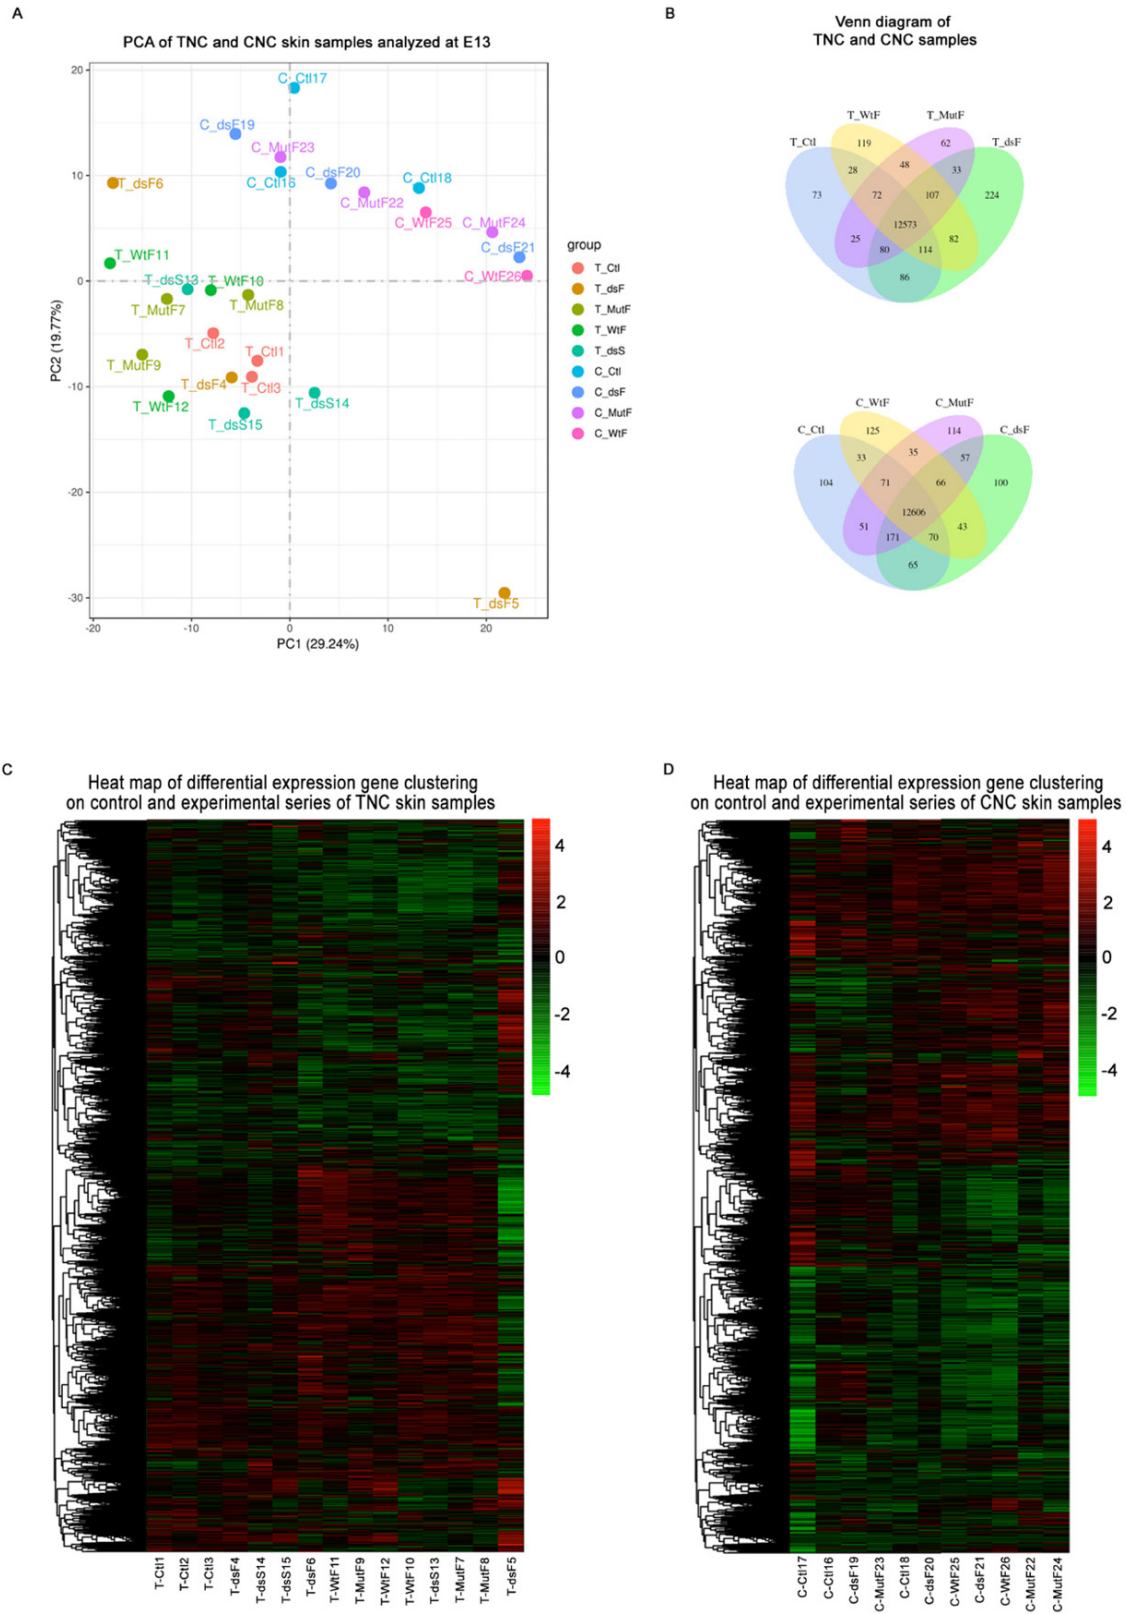 A
PCA of TNC and CNC skin samples analyzed at E13
20
10
0
-10
-20
-30
-20
-10
0
10
20
PC2 (19.77%)
PC1 (29.24%)
C_Ctl17
C_dsF19
C_MutF23
C_Ctl16
C_dsF20
C_Ctl18
C_MutF22
C_WtF25
C_MutF24
C_dsF21
C_WtF26
T_dsF6
T_WtF11
T_dsS13
T_WtF10
T_MutF7
T_MutF8
T_Ctl2
T_Ctl1
T_MutF9
T_dsF4
T_Ctl3
T_WtF12
T_dsS14
T_dsS15
T_dsF5
group
T_Ctl
T_dsF
T_MutF
T_WtF
T_dsS
C_Ctl
C_dsF
C_MutF
C_WtF
B
Venn diagram of
TNC and CNC samples
T_WtF
T_MutF
T_Ctl
T_dsF
119
62
28
48
33
73
72
107
224
12573
25
80
114
82
86
C_WtF
C_MutF
C_Ctl
C_dsF
125
114
33
35
57
104
71
66
100
12606
51
171
70
43
65
C
Heat map of differential expression gene clustering
on control and experimental series of TNC skin samples
4
2
0
-2
-4
T-Ctl1
T-Ctl2
T-Ctl3
T-dsF4
T-dsS14
T-dsS15
T-dsF6
T-WtF11
T-MutF9
T-WtF12
T-WtF10
T-dsS13
T-MutF7
T-MutF8
T-dsF5
D
Heat map of differential expression gene clustering
on control and experimental series of CNC skin samples
4
2
0
-2
-4
C-Ctl17
C-Ctl16
C-dsF19
C-MutF23
C-Ctl18
C-dsF20
C-WtF25
C-dsF21
C-WtF26
C-MutF22
C-MutF24